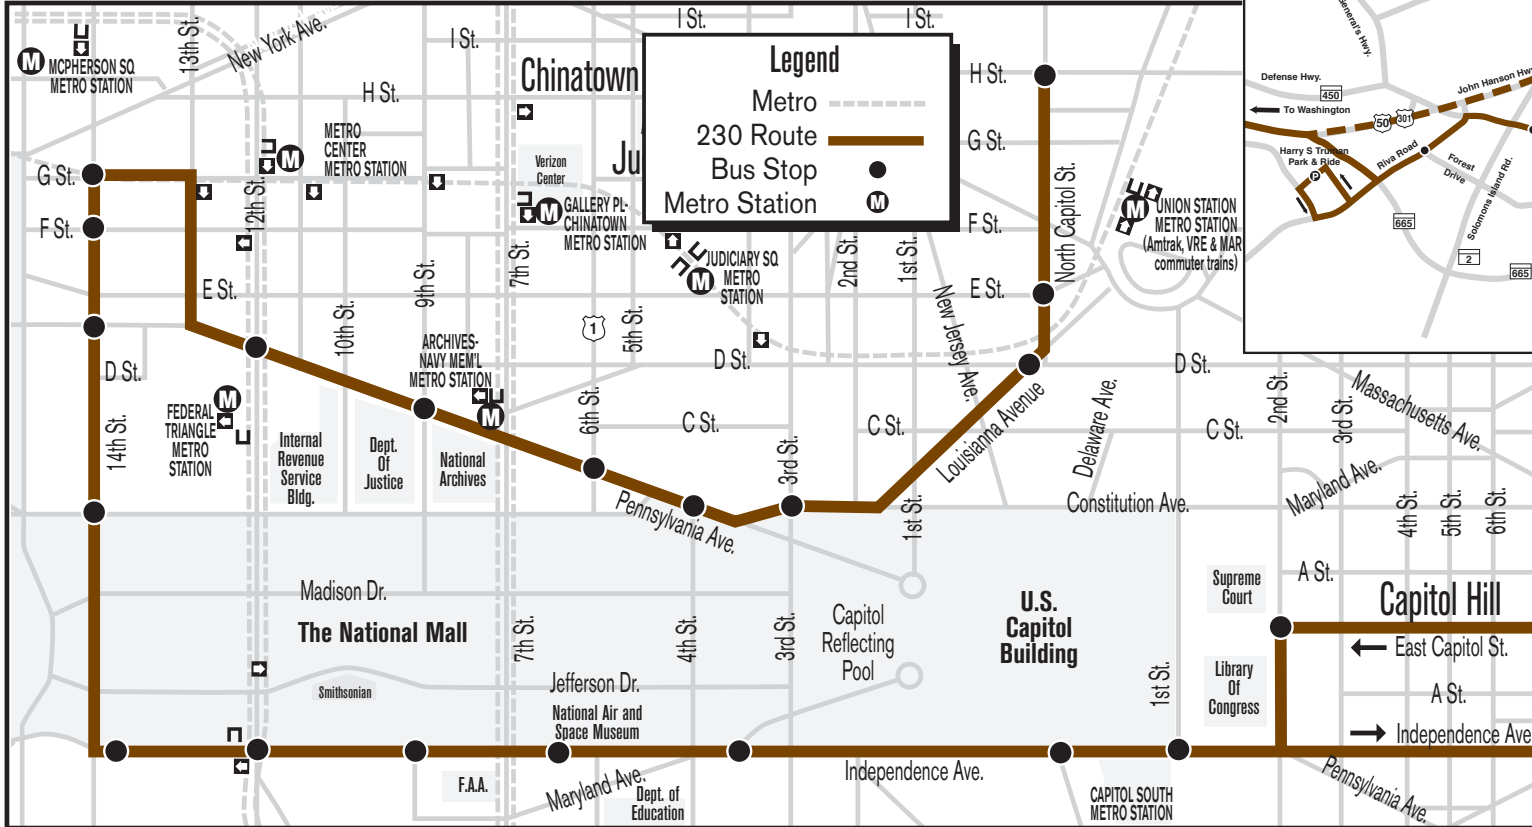 I St.
I St.
I St.
13th St.
New York Ave.
M
MCPHERSON SQ.
METRO STATION
H St.
Chinatown
Ju
Legend
Metro
230 Route
Bus Stop
Metro Station
M
H St.
G St.
F St.
E St.
North Capitol St.
General's Hwy.
Defense Hwy.
450
To Washington
John Hanson Hw
50
301
Harry S Truman
Park & Ride
P
Riva Road
Forest
Drive
Solomons Island Rd.
665
2
665
M
METRO
CENTER
METRO STATION
Verizon
Center
G St.
F St.
12th St.
E St.
10th St.
9th St.
7th St.
M
GALLERY PL-
CHINATOWN
METRO STATION
M
JUDICIARY SQ.
METRO
STATION
2nd St.
1st St.
M
UNION STATION
METRO STATION
(Amtrak, VRE & MAR
commuter trains)
1
5th St.
D St.
New Jersey Ave.
D St.
D St.
14th St.
M
FEDERAL
TRIANGLE
METRO
STATION
ARCHIVES-
NAVY MEM'L
METRO STATION
M
Internal
Revenue
Service
Bldg.
Dept.
Of
Justice
National
Archives
6th St.
C St.
3rd St.
C St.
Louisianna Avenue
Delaware Ave.
C St.
2nd St.
3rd St.
Massachusetts Ave.
Maryland Ave.
Pennsylvania Ave.
1st St.
Constitution Ave.
4th St.
5th St.
6th St.
Madison Dr.
The National Mall
7th St.
4th St.
3rd St.
Capitol
Reflecting
Pool
U.S.
Capitol
Building
Supreme
Court
A St.
Capitol Hill
East Capitol St.
Library
Of
Congress
A St.
Independence Ave
Smithsonian
Jefferson Dr.
National Air and
Space Museum
1st St.
F.A.A.
Maryland Ave.
Dept. of
Education
Independence Ave.
CAPITOL SOUTH
METRO STATION
Pennsylvania Ave.